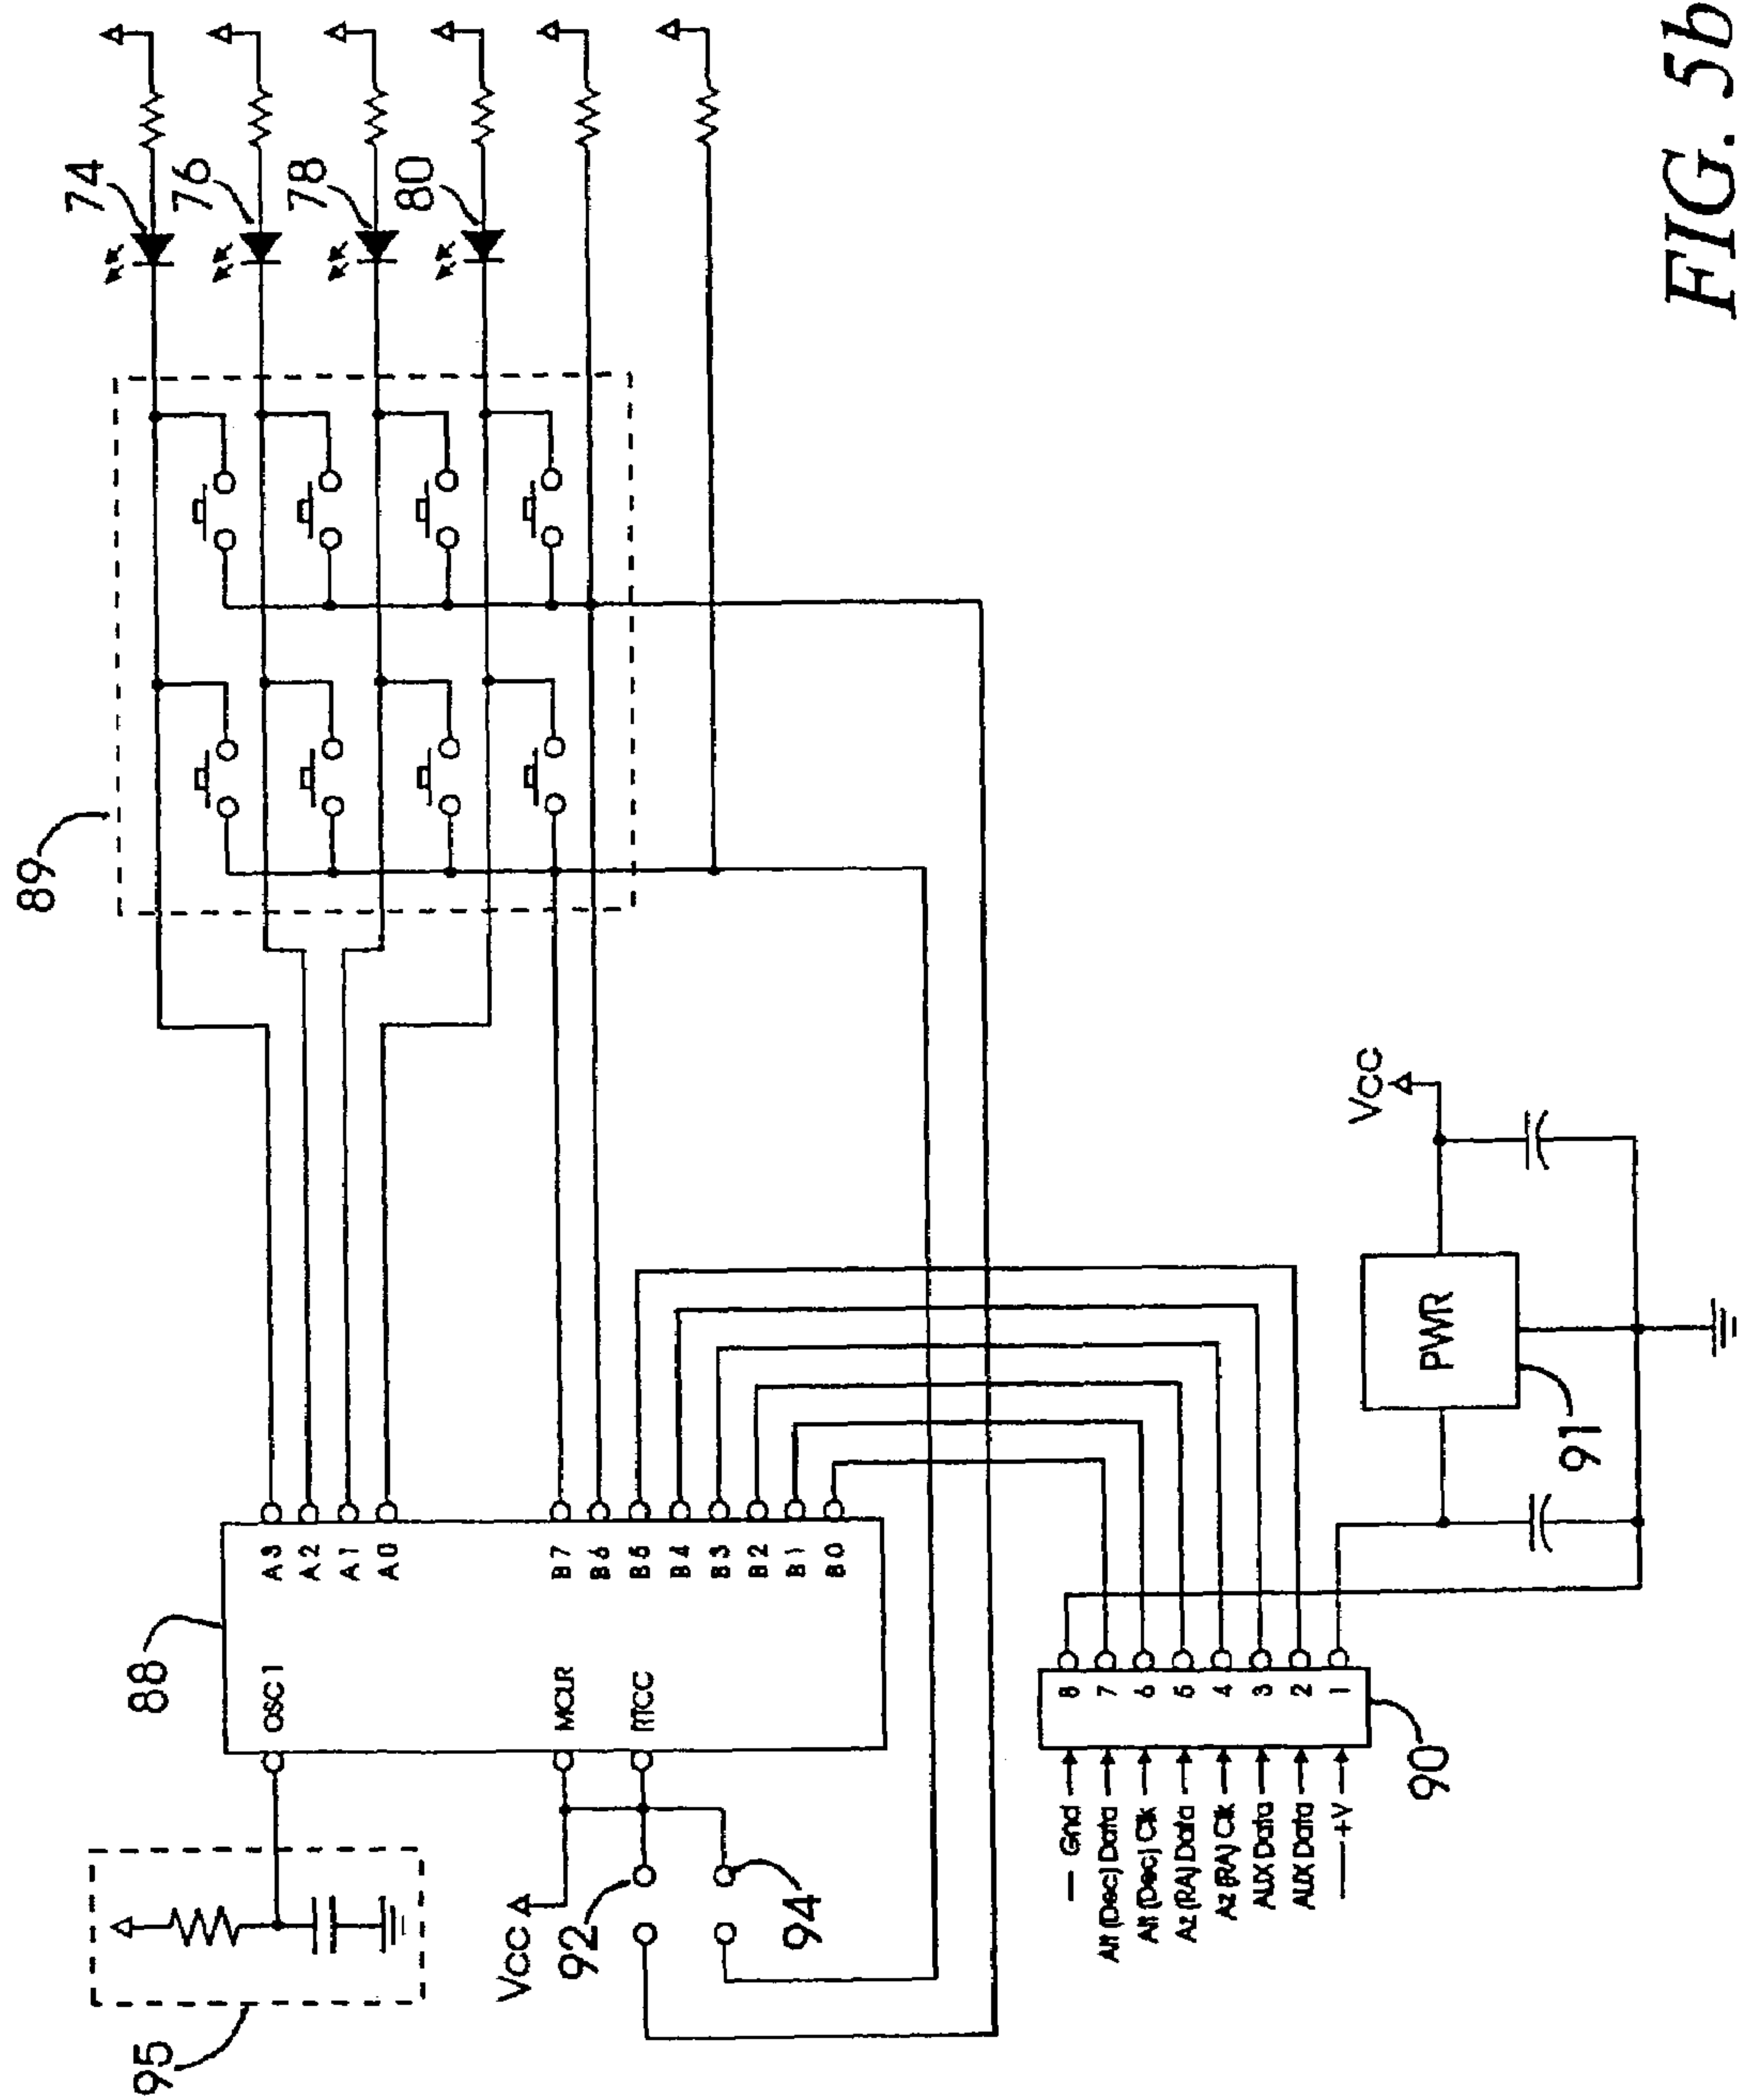 95
88
OSC1
MCLR
RTCC
A3
A2
A1
A0
B7
B6
B5
B4
B3
B2
B1
B0
Vcc
92
94
89
74
76
78
80
Gnd
Alt (Dec) Data
Alt (Dec) Clk
Az (RA) Data
Az (RA) Clk
AUX Data
AUX Data
+V
8
7
6
5
4
3
2
1
90
PWR
91
Vcc
FIG. 5b